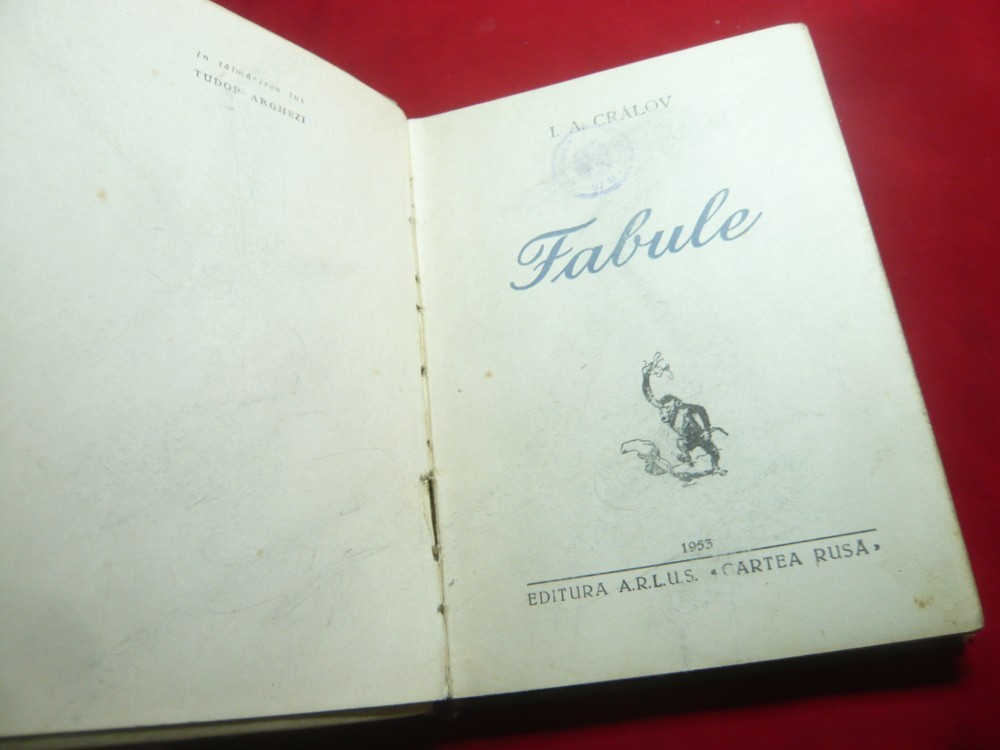 In tălmăcirea lui
TUDOR ARGHEZI
I. A. CRÂLOV
Fabule
1953
EDITURA A.R.L.U.S. "CARTEA RUSĂ"